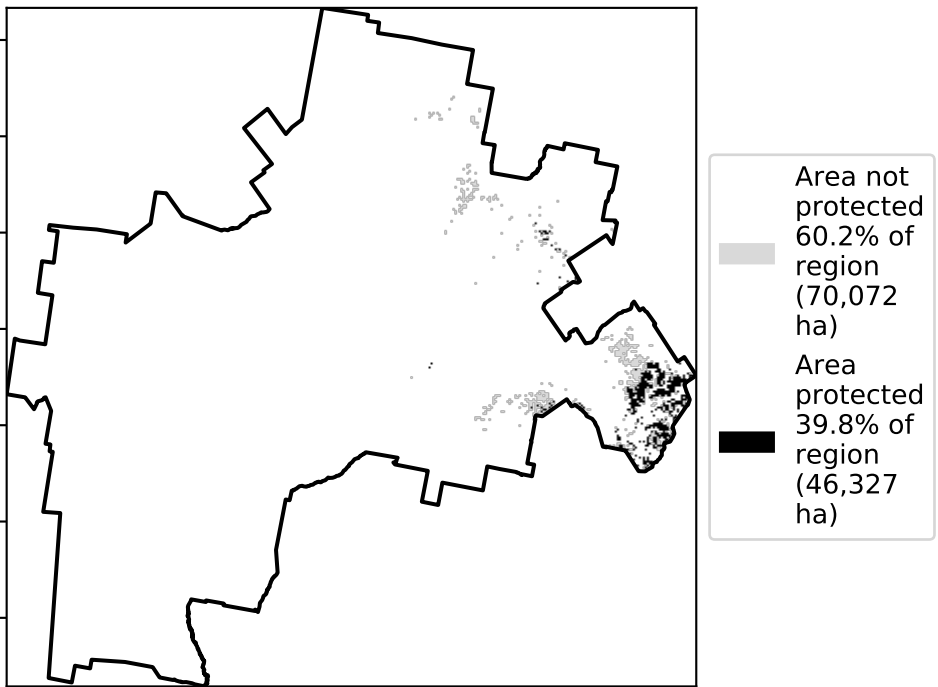 Area not
protected
60.2% of
region
(70,072
ha)
Area
protected
39.8% of
region
(46,327
ha)